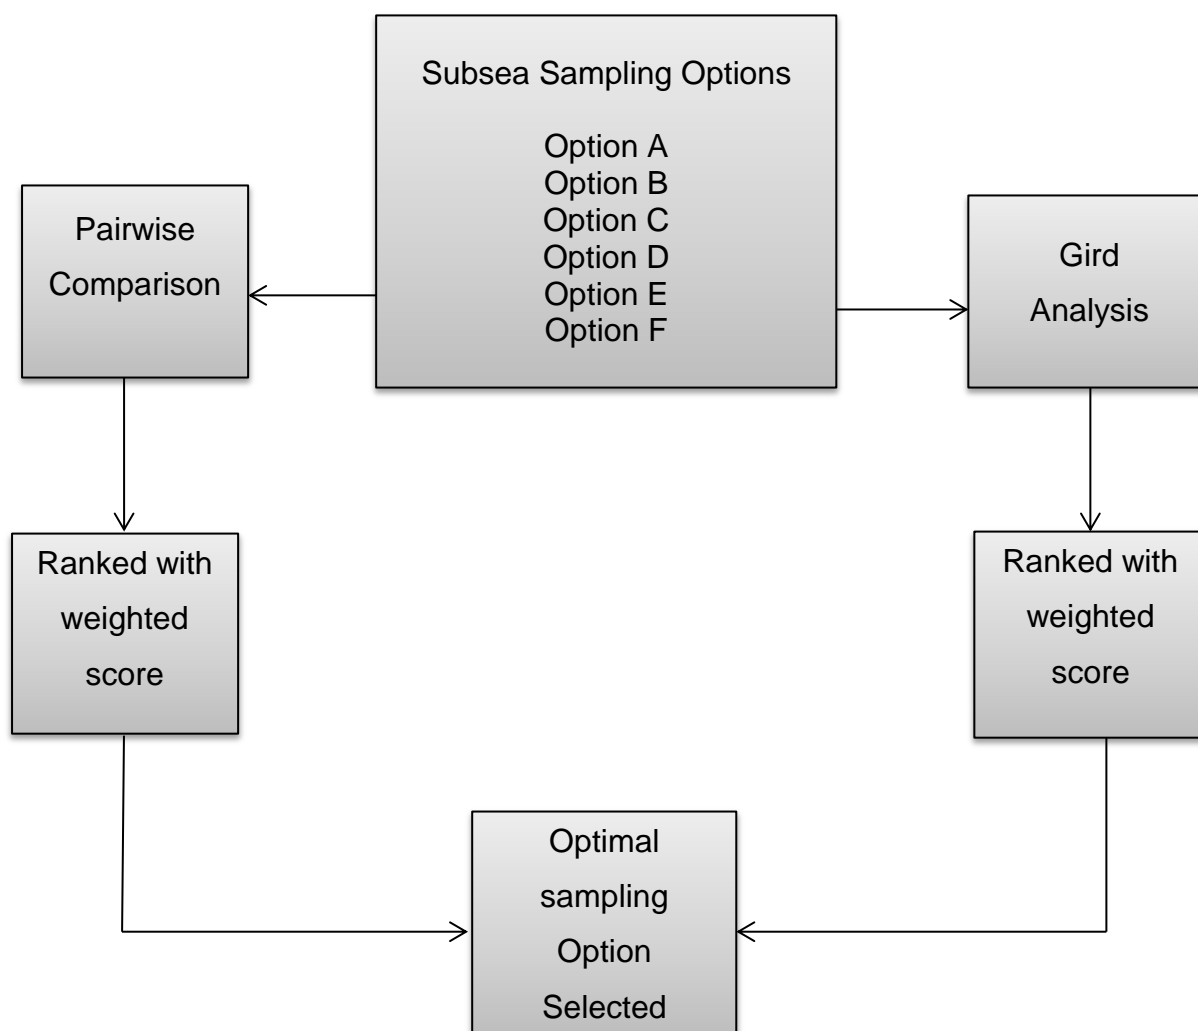 Subsea Sampling Options
Option A
Option B
Option C
Option D
Option E
Option F
Pairwise
Comparison
Gird
Analysis
Ranked with
weighted
score
Ranked with
weighted
score
Optimal
sampling
Option
Selected